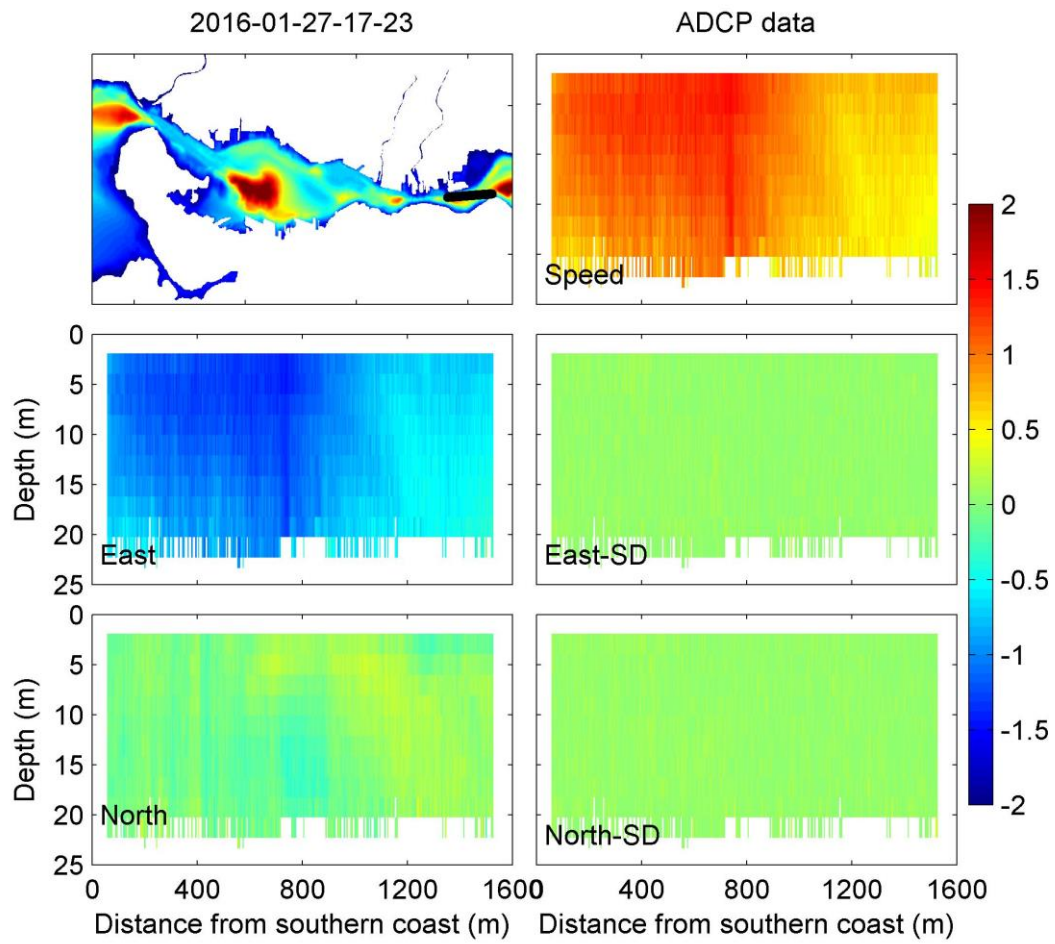 2016-01-27-17-23
ADCP data
Speed
0
5
10
15
20
25
Depth (m)
East
East-SD
2
1.5
1
0.5
0
-0.5
-1
-1.5
-2
0
5
10
15
20
25
Depth (m)
North
North-SD
0 400 800 1200 1600
0 400 800 1200 1600
Distance from southern coast (m)
Distance from southern coast (m)